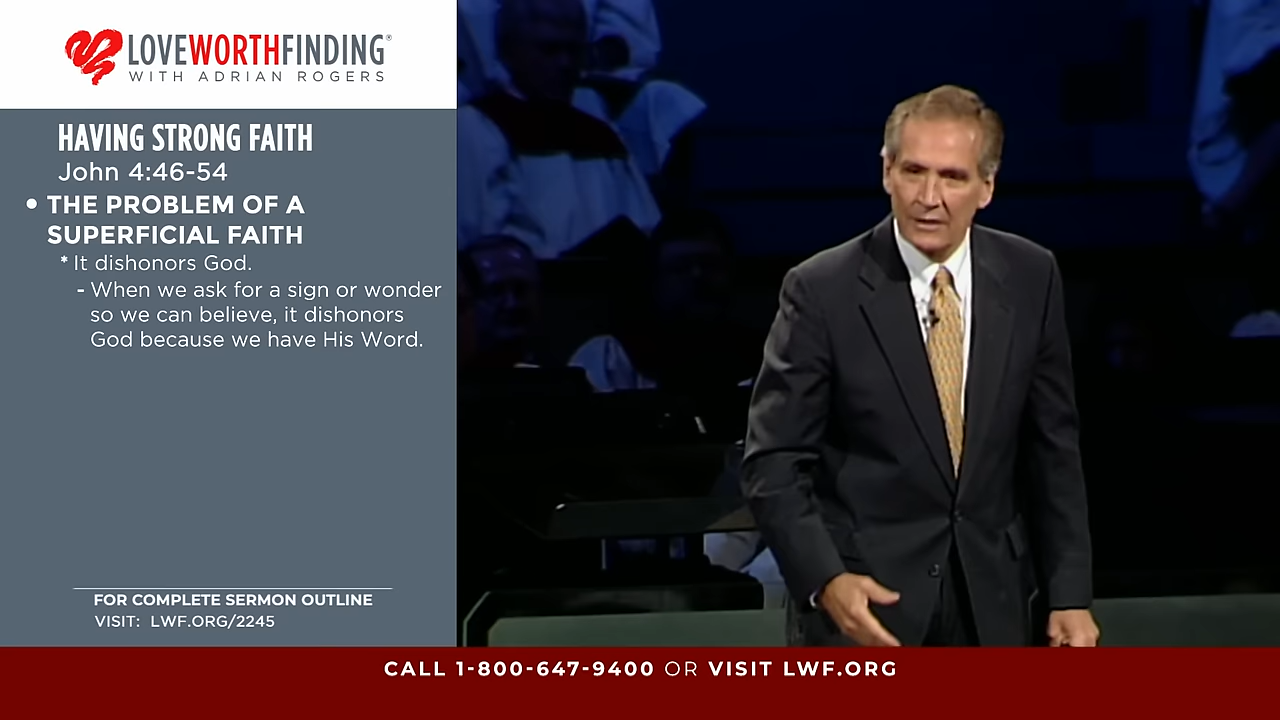 LOVEWORTHFINDING®
WITH ADRIAN ROGERS
HAVING STRONG FAITH
John 4:46-54
• THE PROBLEM OF A
SUPERFICIAL FAITH
* It dishonors God.
- When we ask for a sign or wonder
so we can believe, it dishonors
God because we have His Word.
FOR COMPLETE SERMON OUTLINE
VISIT: LWF.ORG/2245
CALL 1-800-647-9400 OR VISIT LWF.ORG